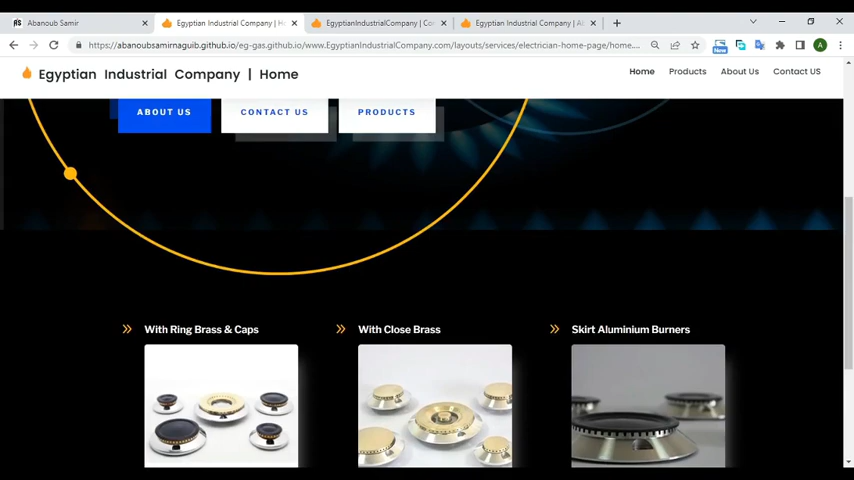 Abanoub Samir
Egyptian Industrial Company | H
EgyptianIndustrialCompany | Co
Egyptian Industrial Company | Ab
https://abanoubsamirnaguib.github.io/eg-gas.github.io/www.EgyptianIndustrialCompany.com/layouts/services/electrician-home-page/home....
New
A
Egyptian Industrial Company | Home
Home
Products
About Us
Contact US
ABOUT US
CONTACT US
PRODUCTS
With Ring Brass & Caps
With Close Brass
Skirt Aluminium Burners